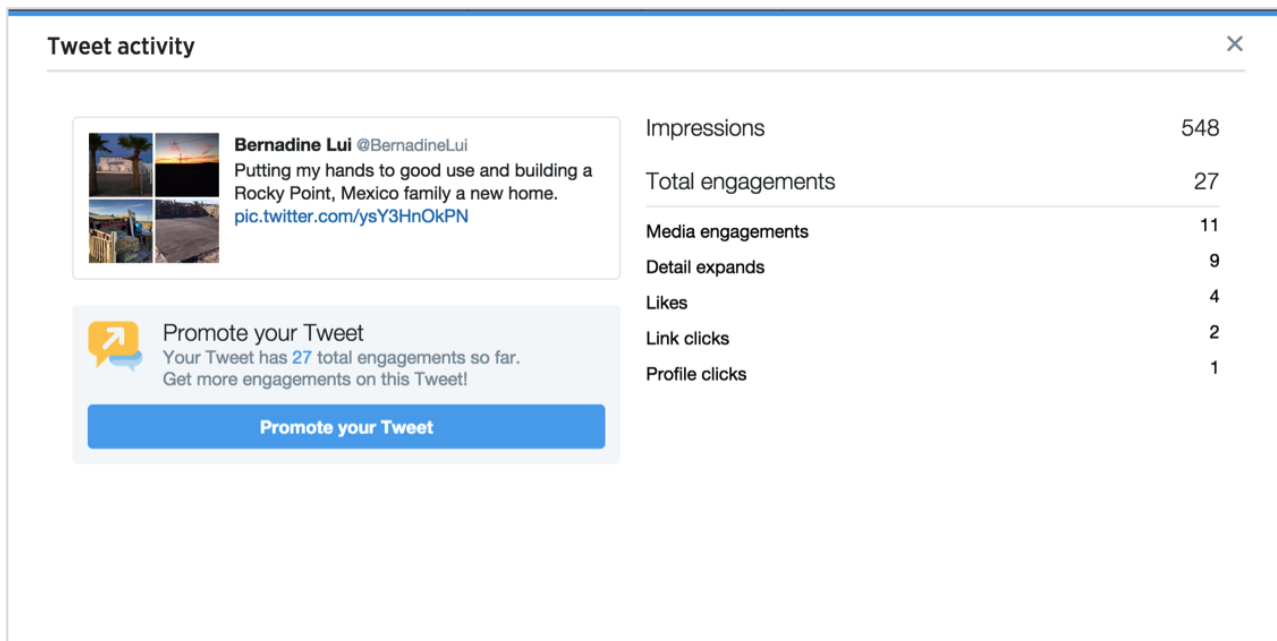 Tweet activity
Bernadine Lui @BernadineLui
Putting my hands to good use and building a
Rocky Point, Mexico family a new home.
pic.twitter.com/ysY3HnOkPN
Promote your Tweet
Your Tweet has 27 total engagements so far.
Get more engagements on this Tweet!
Promote your Tweet
Impressions 548
Total engagements 27
Media engagements 11
Detail expands 9
Likes 4
Link clicks 2
Profile clicks 1